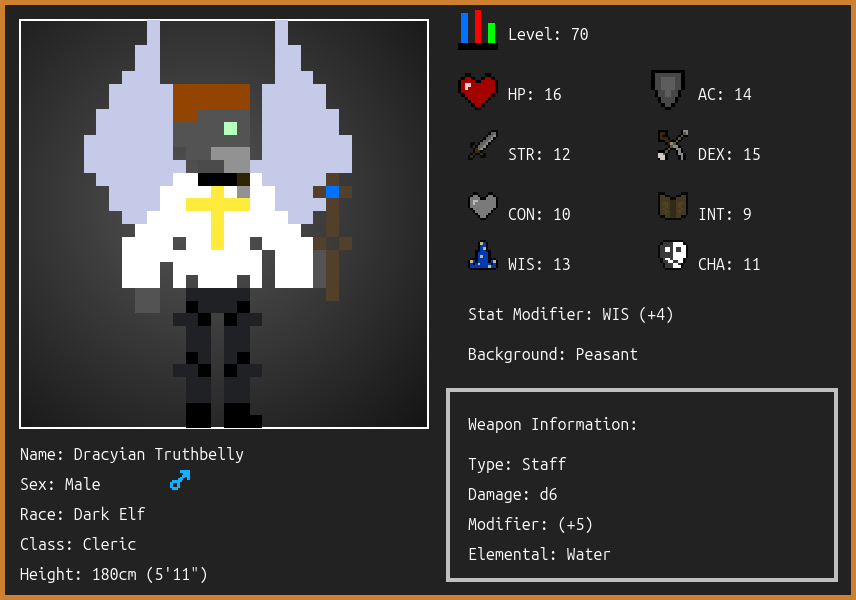 Level: 70
HP: 16
AC: 14
STR: 12
DEX: 15
CON: 10
INT: 9
WIS: 13
CHA: 11
Stat Modifier: WIS (+4)
Background: Peasant
Weapon Information:
Type: Staff
Damage: d6
Modifier: (+5)
Elemental: Water
Name: Dracyian Truthbelly
Sex: Male
Race: Dark Elf
Class: Cleric
Height: 180cm (5'11")